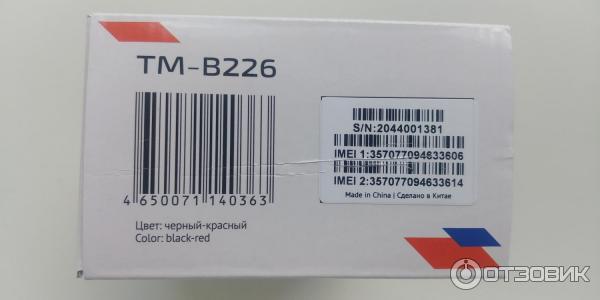 TM-B226
4 650071 140363
Цвет: черный-красный
Color: black-red
S/N:2044001381
IMEI 1:357077094633606
IMEI 2:357077094633614
Made in China | Сделано в Китае
ОТЗОВИК